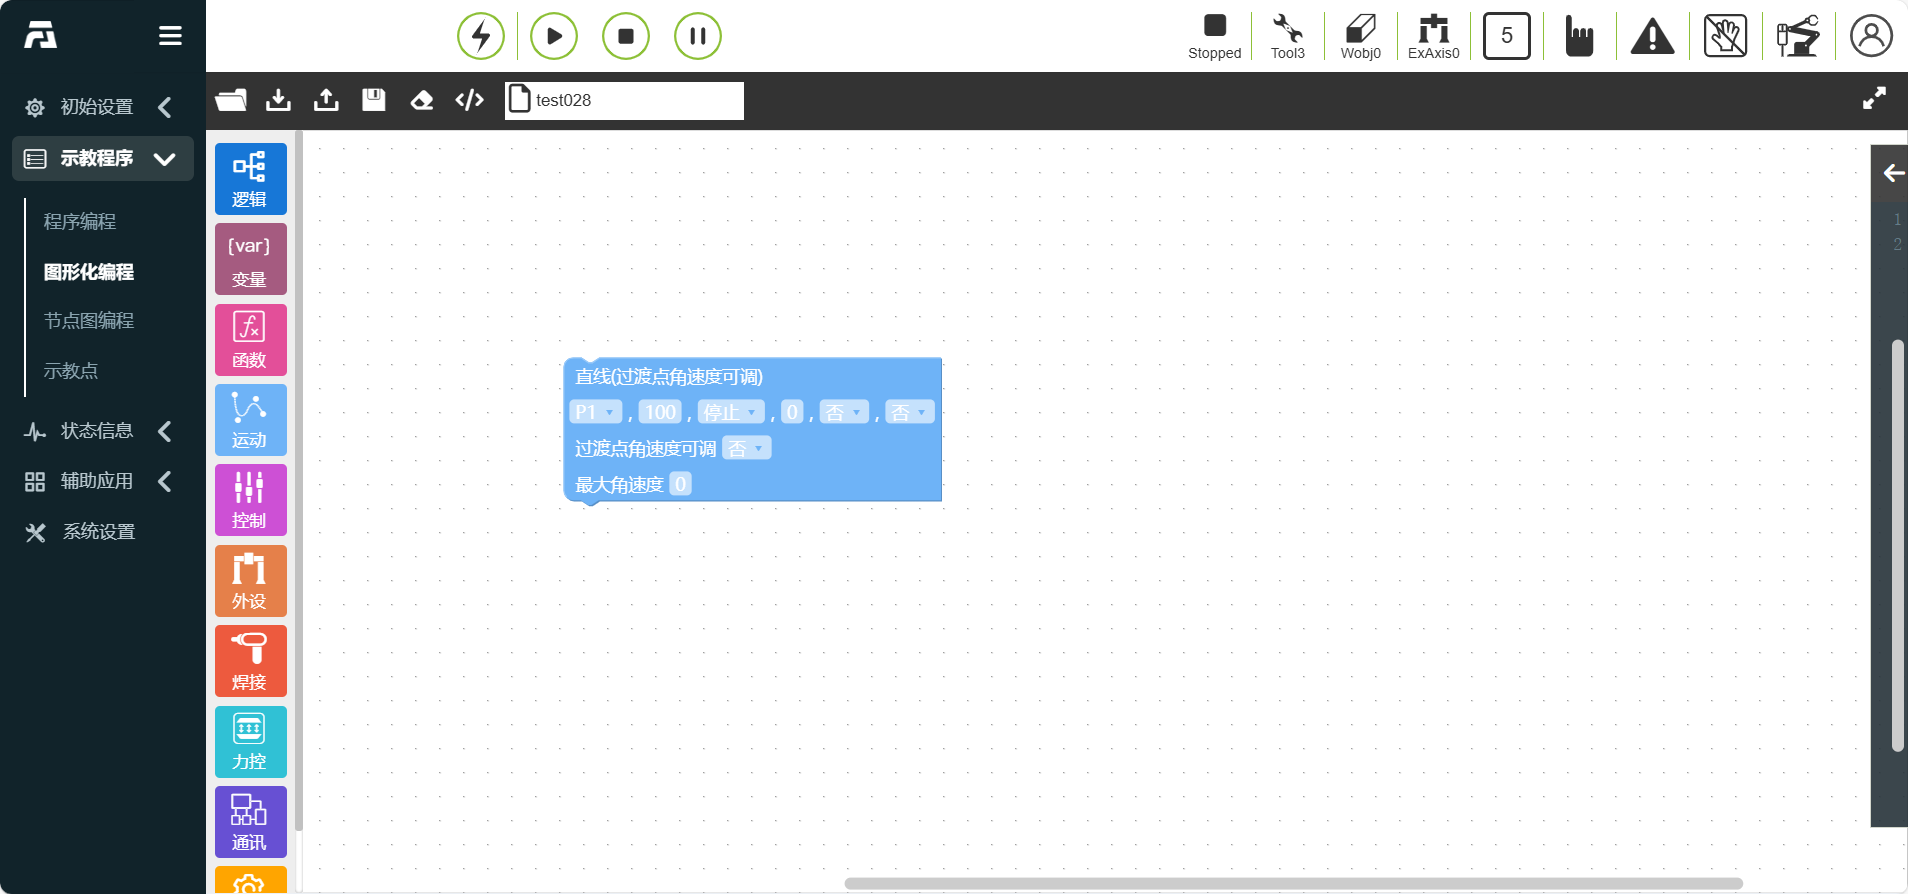 Stopped
Tool3
Wobj0
ExAxis0
5
test028
初始设置
示教程序
程序编程
图形化编程
节点图编程
示教点
状态信息
辅助应用
系统设置
逻辑
{var}
变量
fx
函数
运动
控制
外设
焊接
力控
通讯
直线(过渡点角速度可调)
P1 , 100 , 停止 , 0 , 否 , 否
过渡点角速度可调 否
最大角速度 0
1
2